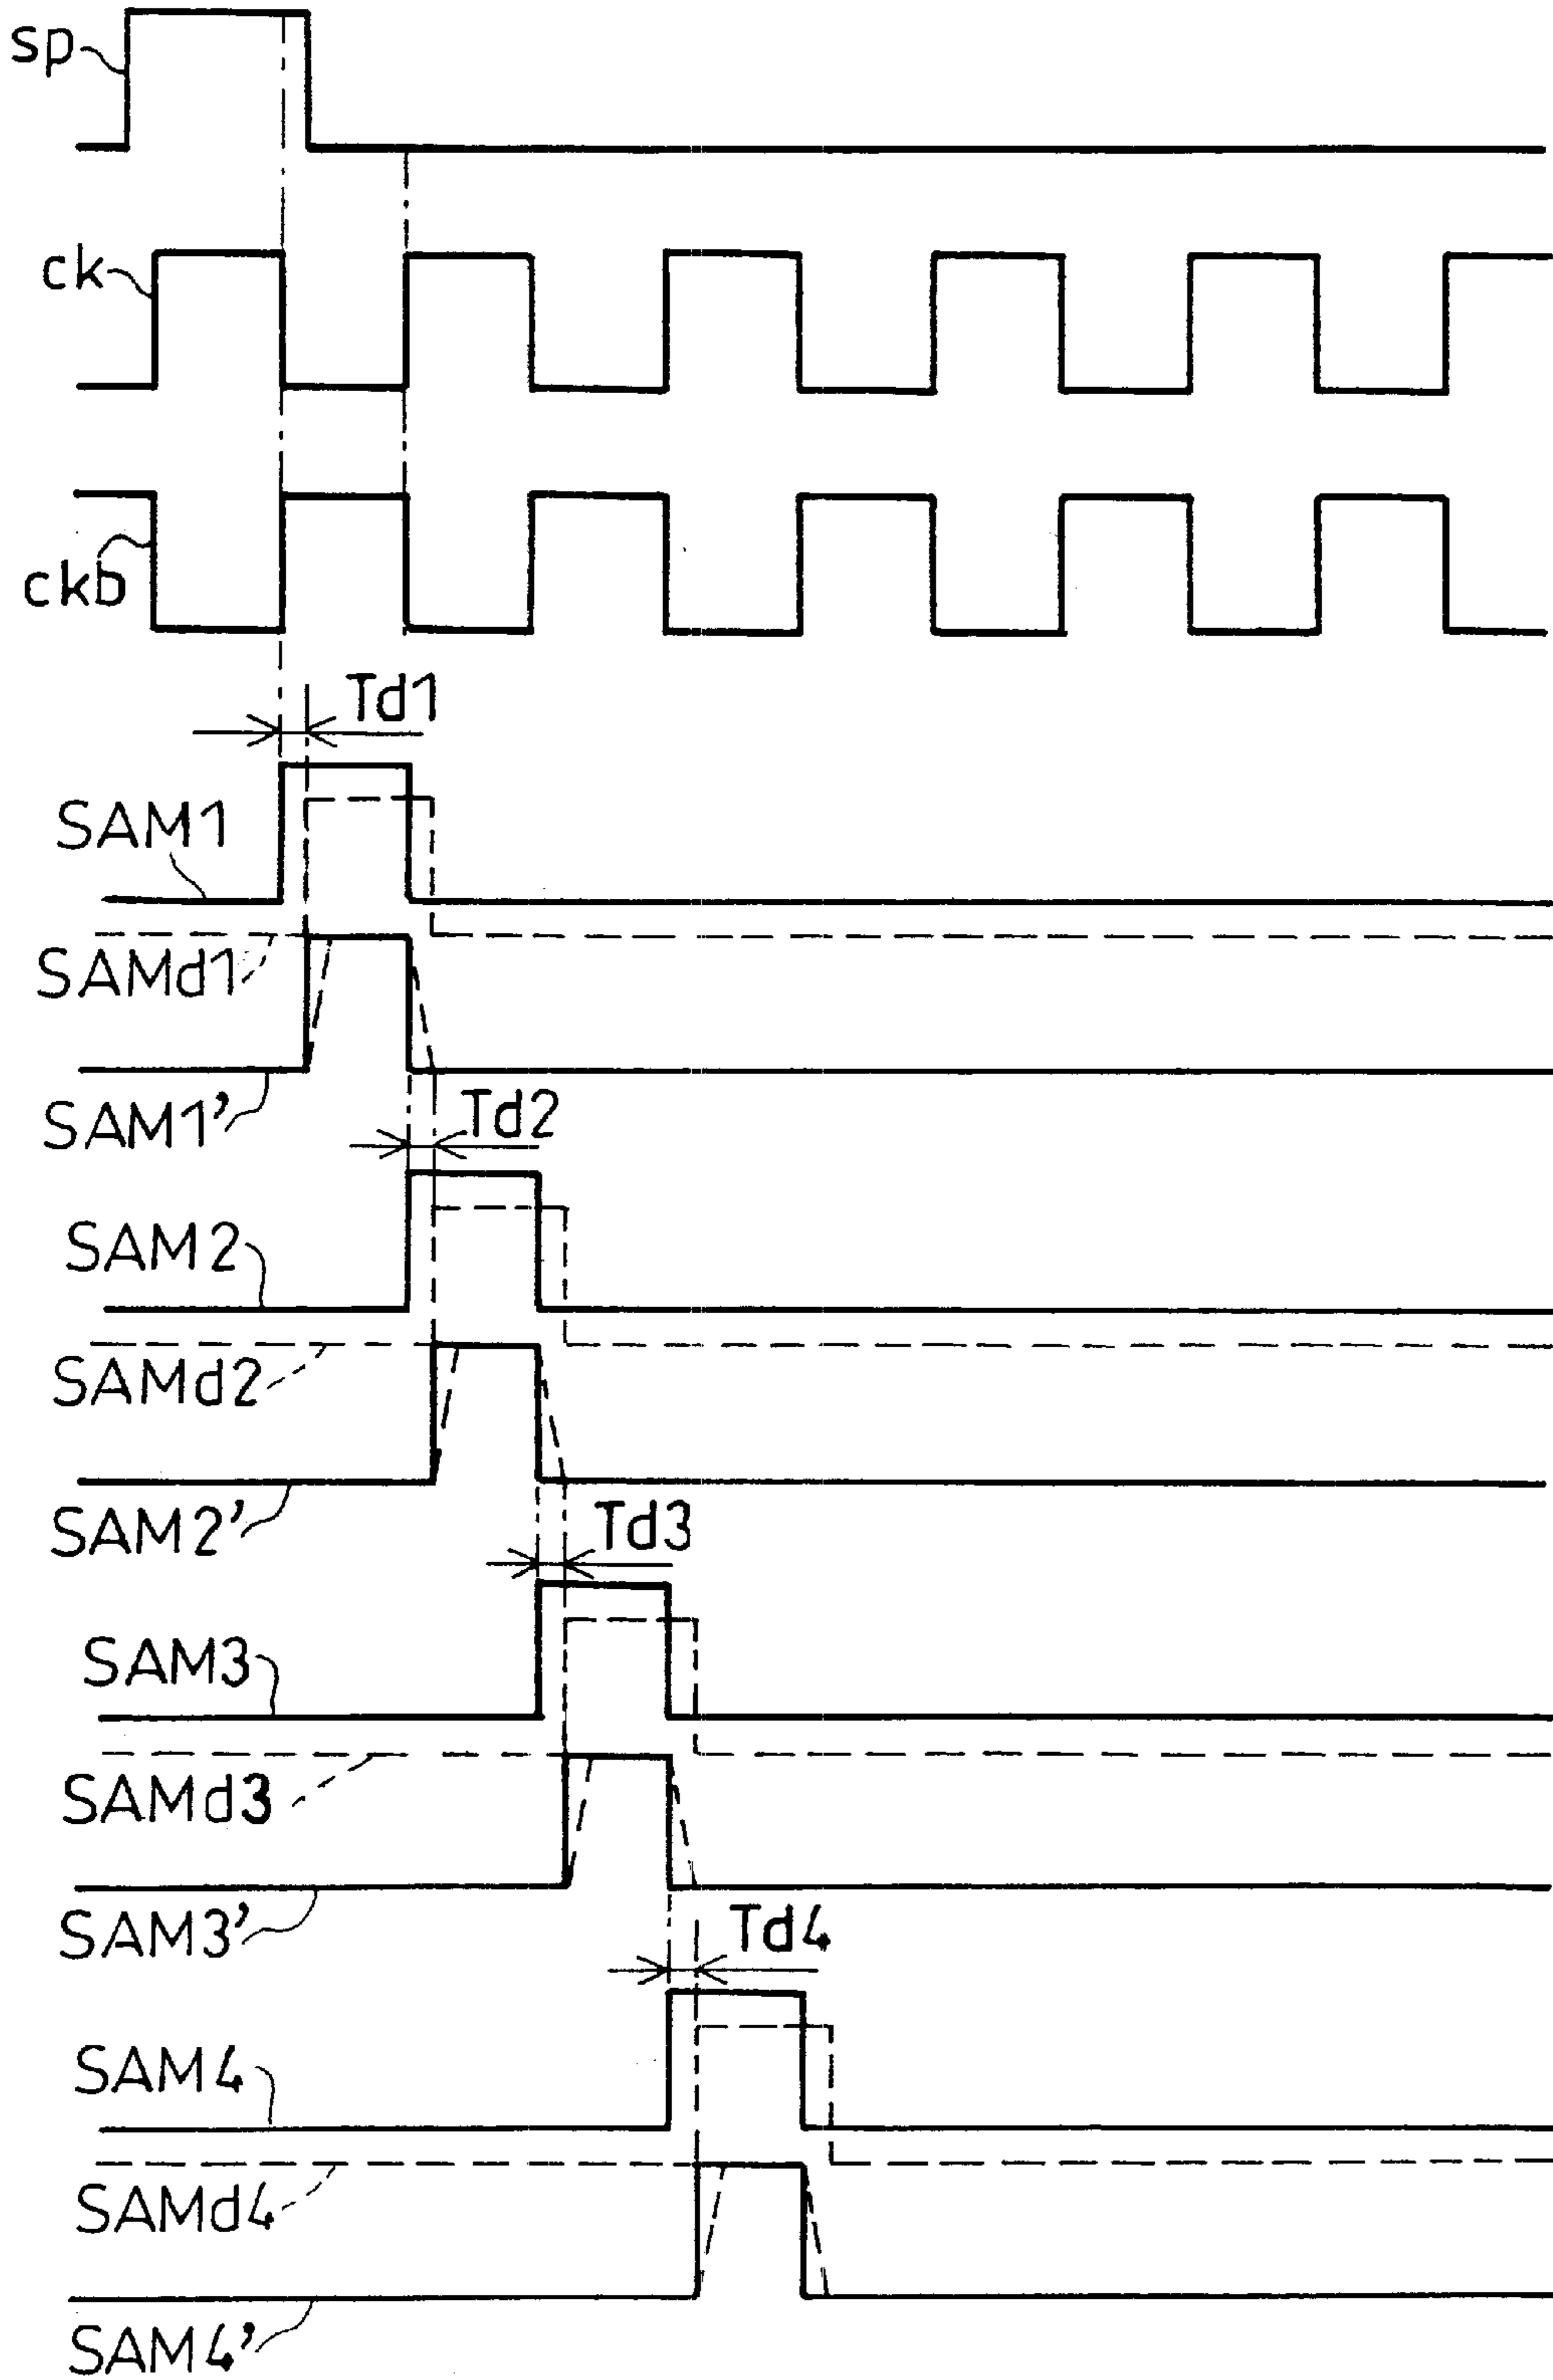 sp
ck
ckb
Td1
SAM1
SAMd1
SAM1'
Td2
SAM2
SAMd2
SAM2'
Td3
SAM3
SAMd3
SAM3'
Td4
SAM4
SAMd4
SAM4'